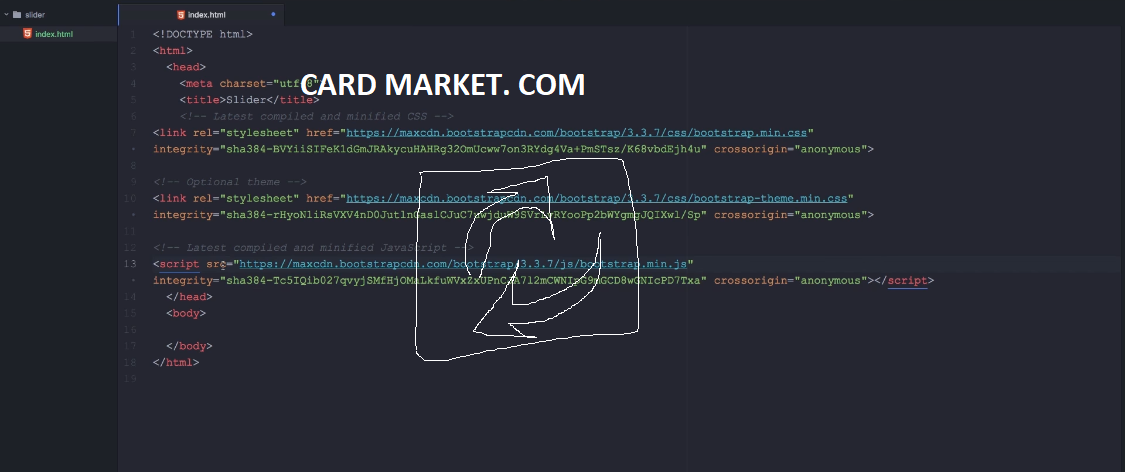 slider
index.html
index.html
1 <!DOCTYPE html>
2 <html>
3 <head>
CARD MARKET. COM
4 <meta charset="utf-8">
5 <title>Slider</title>
6 <!-- Latest compiled and minified CSS -->
7 <link rel="stylesheet" href="https://maxcdn.bootstrapcdn.com/bootstrap/3.3.7/css/bootstrap.min.css"
integrity="sha384-BVYiiSIFeK1dGmJRAkycuHAHRg32OmUcww7on3RYdg4Va+PmSTsz/K68vbdEjh4u" crossorigin="anonymous">
8
9 <!-- Optional theme -->
10 <link rel="stylesheet" href="https://maxcdn.bootstrapcdn.com/bootstrap/3.3.7/css/bootstrap-theme.min.css"
integrity= crossorigin="anonymous">
11
12 <!-- Latest compiled and minified JavaScript -->
13 <script src="https://maxcdn.bootstrapcdn.com/bootstrap/3.3.7/js/bootstrap.min.js"
integrity= crossorigin="anonymous"></script>
14 </head>
15 <body>
16
17 </body>
18 </html>
19